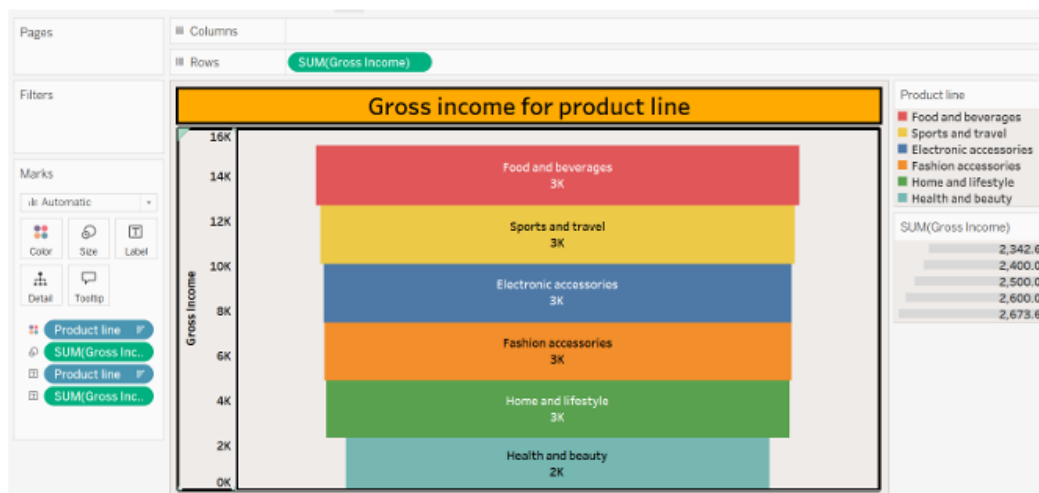 Pages
Columns
Rows
SUM(Gross Income)
Filters
Marks
Automatic
Color
Size
Label
Detail
Tooltip
Product line
SUM(Gross Inc..
Product line
SUM(Gross Inc..
Gross income for product line
Gross Income
16K
14K
12K
10K
8K
6K
4K
2K
0K
Food and beverages
3K
Sports and travel
3K
Electronic accessories
3K
Fashion accessories
3K
Home and lifestyle
3K
Health and beauty
2K
Product line
Food and beverages
Sports and travel
Electronic accessories
Fashion accessories
Home and lifestyle
Health and beauty
SUM(Gross Income)
2,342.6
2,400.0
2,500.0
2,600.0
2,673.6